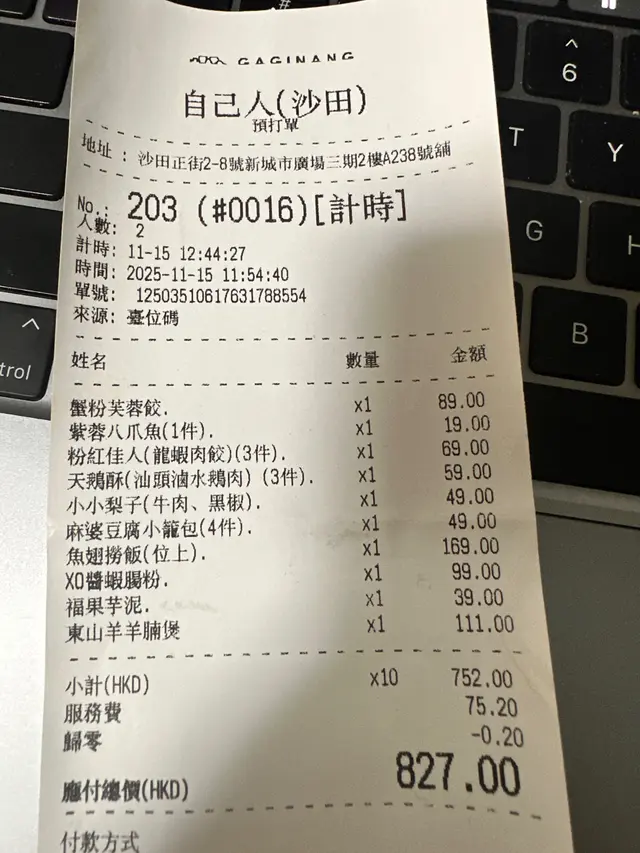 GAGINANG
自己人(沙田)
預打單
地址 : 沙田正街2-8號新城市廣場三期2樓A238號舖
No.: 203 (#0016)[計時]
人數: 2
計時: 11-15 12:44:27
時間: 2025-11-15 11:54:40
單號: 12503510617631788554
來源: 臺位碼
姓名 數量 金額
蟹粉芙蓉餃. x1 89.00
紫蓉八爪魚(1件). x1 19.00
粉紅佳人(龍蝦肉餃)(3件). x1 69.00
天鵝酥(汕頭滷水鵝肉) (3件). x1 59.00
小小梨子(牛肉、黑椒). x1 49.00
麻婆豆腐小籠包(4件). x1 49.00
魚翅撈飯(位上). x1 169.00
XO醬蝦腸粉. x1 99.00
福果芋泥. x1 39.00
東山羊羊腩煲 x1 111.00
小計(HKD) x10 752.00
服務費 75.20
歸零 -0.20
應付總價(HKD) 827.00
付款方式
6
T
Y
G
H
B
trol